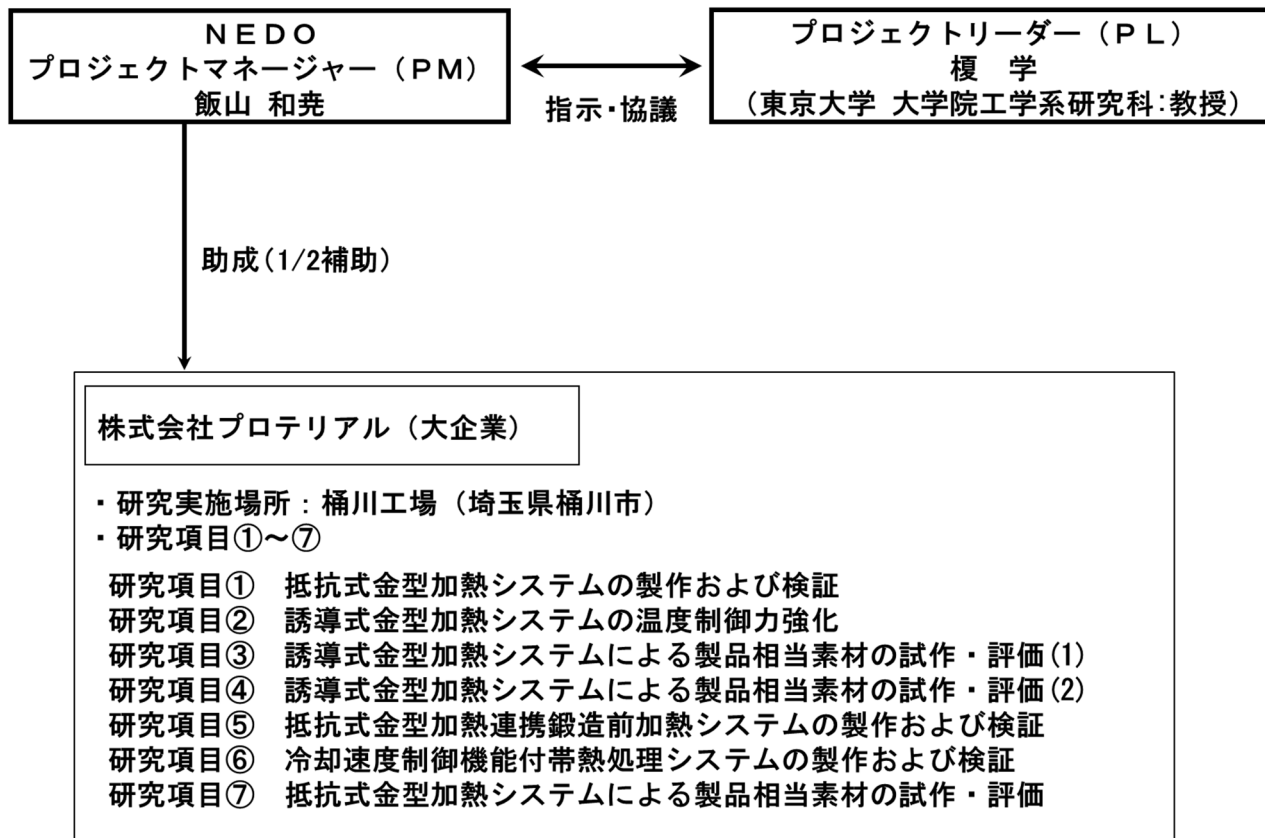 ＮＥＤＯ
プロジェクトマネージャー（ＰＭ）
飯山 和尭
指示・協議
プロジェクトリーダー（ＰＬ）
榎　学
（東京大学 大学院工学系研究科：教授）
助成（1/2補助）
株式会社プロテリアル（大企業）
・研究実施場所：桶川工場（埼玉県桶川市）
・研究項目①～⑦
研究項目①　抵抗式金型加熱システムの製作および検証
研究項目②　誘導式金型加熱システムの温度制御力強化
研究項目③　誘導式金型加熱システムによる製品相当素材の試作・評価(1)
研究項目④　誘導式金型加熱システムによる製品相当素材の試作・評価(2)
研究項目⑤　抵抗式金型加熱連携鍛造前加熱システムの製作および検証
研究項目⑥　冷却速度制御機能付帯熱処理システムの製作および検証
研究項目⑦　抵抗式金型加熱システムによる製品相当素材の試作・評価